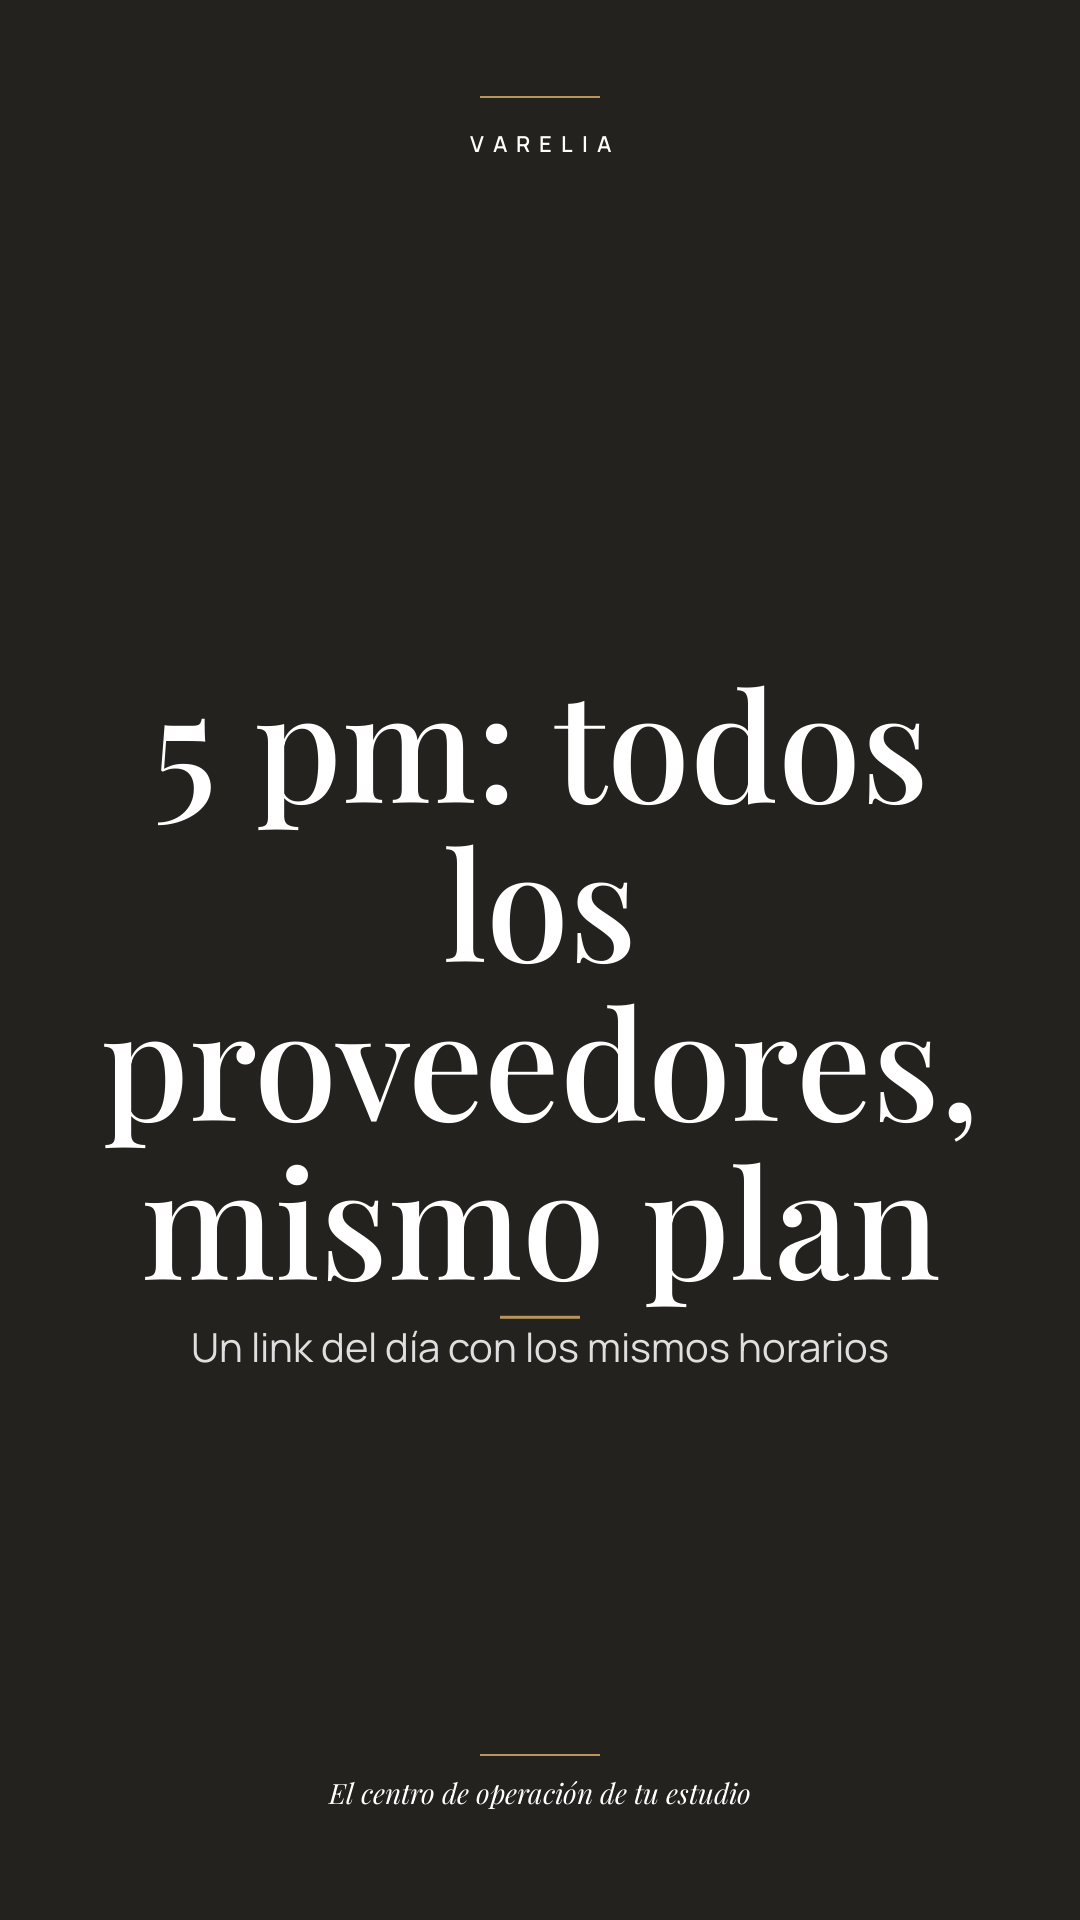 VARELIA
5 pm: todos
los
proveedores,
mismo plan
Un link del día con los mismos horarios
El centro de operación de tu estudio